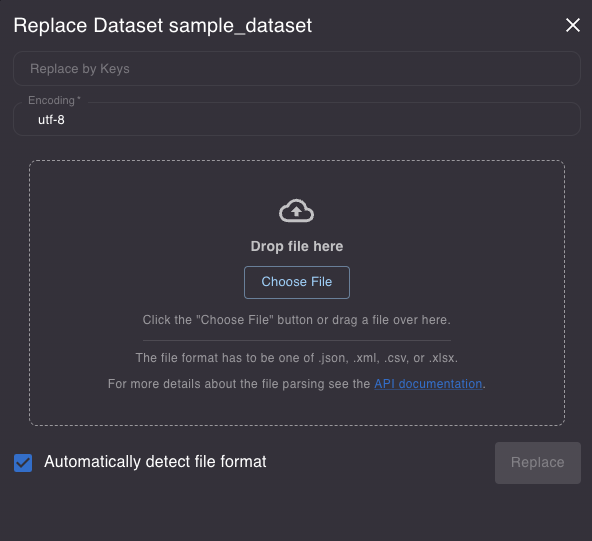 Replace Dataset sample_dataset
Replace by Keys
Encoding *
utf-8
Drop file here
Choose File
Click the "Choose File" button or drag a file over here.
The file format has to be one of .json, .xml, .csv, or .xlsx.
For more details about the file parsing see the API documentation.
Automatically detect file format
Replace